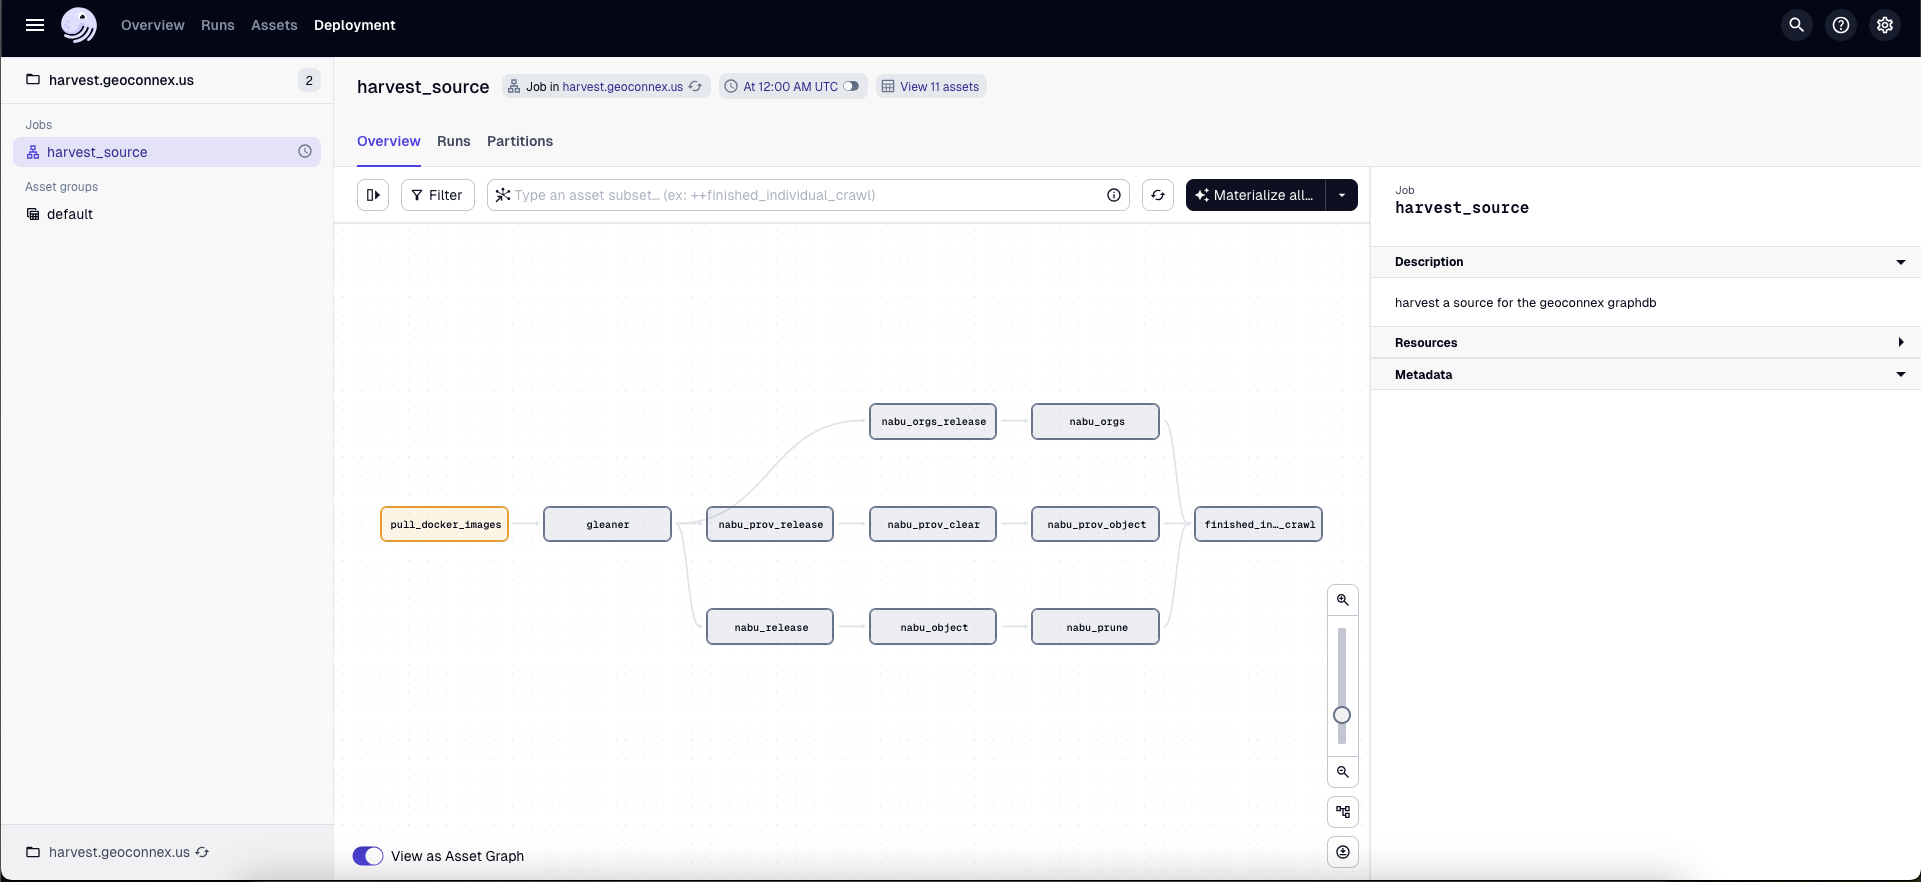 Overview Runs Assets Deployment
harvest.geoconnex.us 2
Jobs
harvest_source
Asset groups
default
harvest.geoconnex.us
harvest_source Job in harvest.geoconnex.us At 12:00 AM UTC View 11 assets
Overview Runs Partitions
Filter Type an asset subset… (ex: ++finished_individual_crawl) Materialize all…
nabu_orgs_release nabu_orgs
pull_docker_images gleaner nabu_prov_release nabu_prov_clear nabu_prov_object finished_in…_crawl
nabu_release nabu_object nabu_prune
View as Asset Graph
Job
harvest_source
Description
harvest a source for the geoconnex graphdb
Resources
Metadata